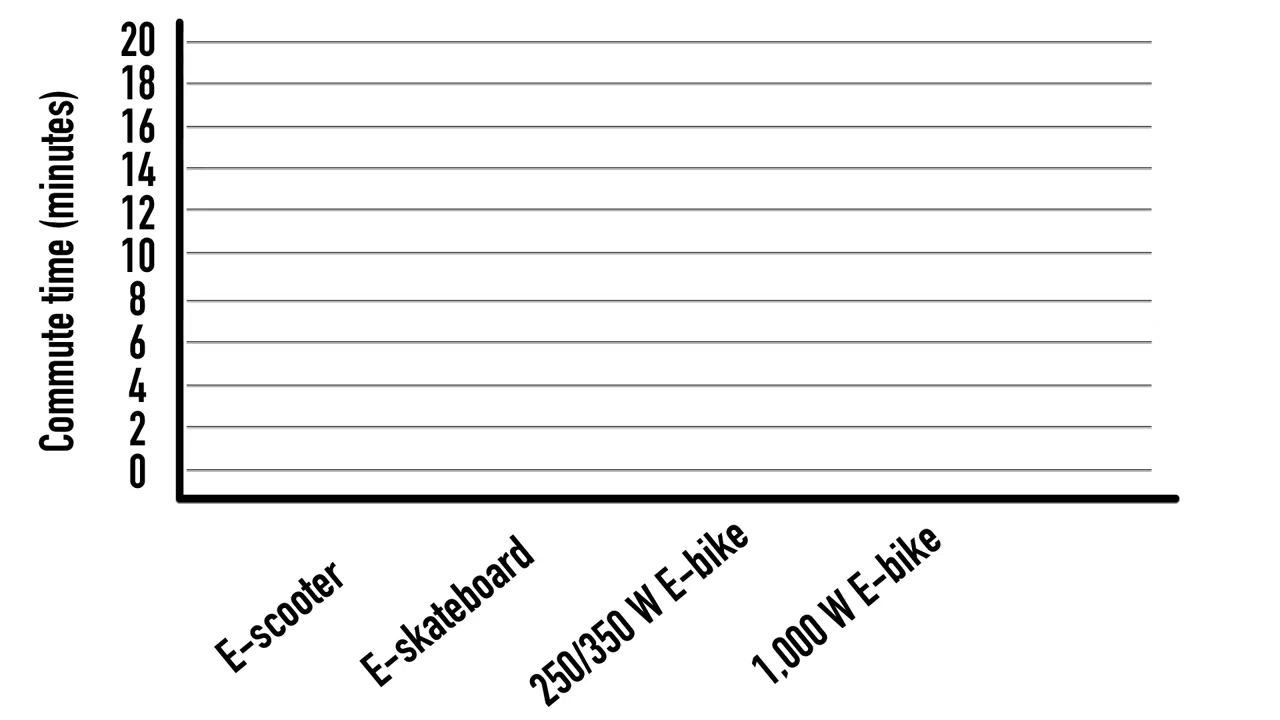 Commute time (minutes)
20
18
16
14
12
10
8
6
4
2
0
E-scooter
E-skateboard
250/350 W E-bike
1,000 W E-bike